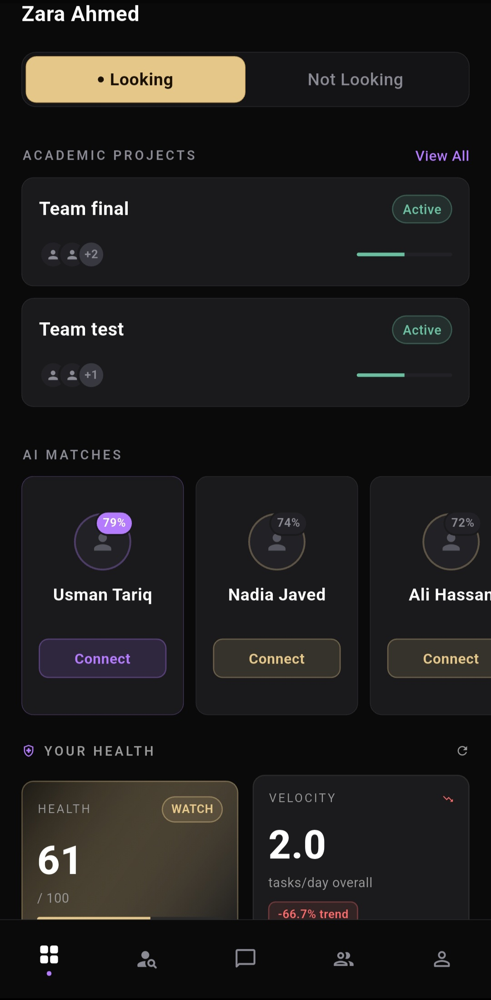 Zara Ahmed
• Looking
Not Looking
ACADEMIC PROJECTS
View All
Team final
Active
+2
Team test
Active
+1
AI MATCHES
79%
74%
72%
Usman Tariq
Nadia Javed
Ali Hassan
Connect
Connect
Connect
YOUR HEALTH
HEALTH
WATCH
61
/ 100
VELOCITY
2.0
tasks/day overall
-66.7% trend